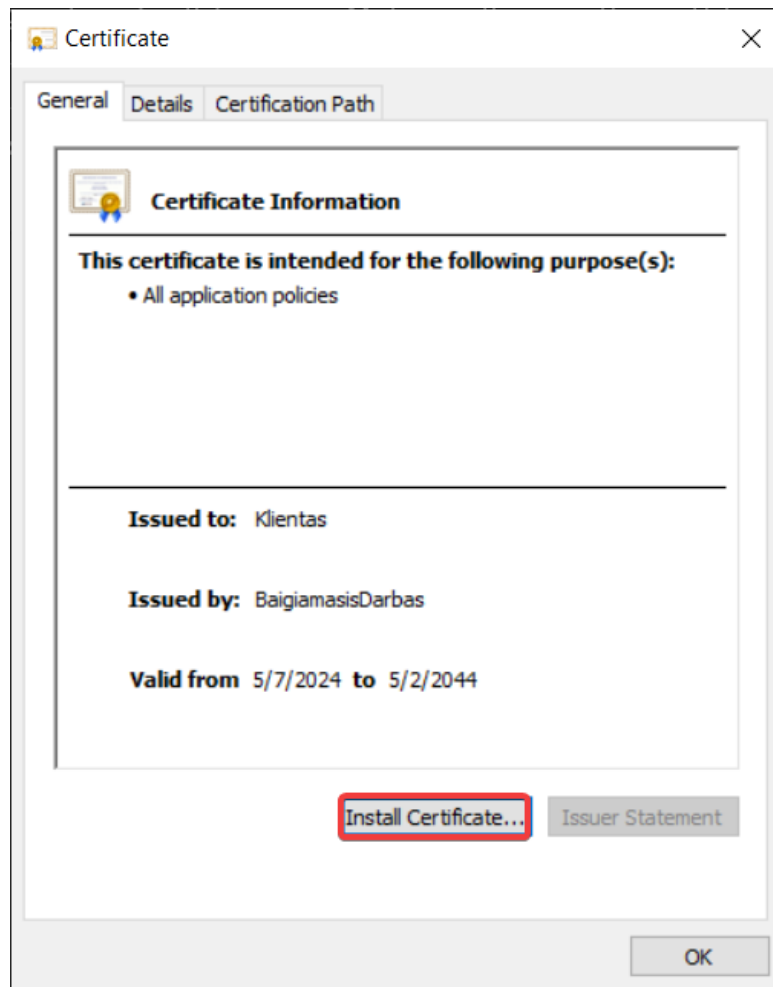 Certificate
General Details Certification Path
Certificate Information
This certificate is intended for the following purpose(s):
• All application policies
Issued to: Klientas
Issued by: BaigiamasisDarbas
Valid from 5/7/2024 to 5/2/2044
Install Certificate... Issuer Statement
OK